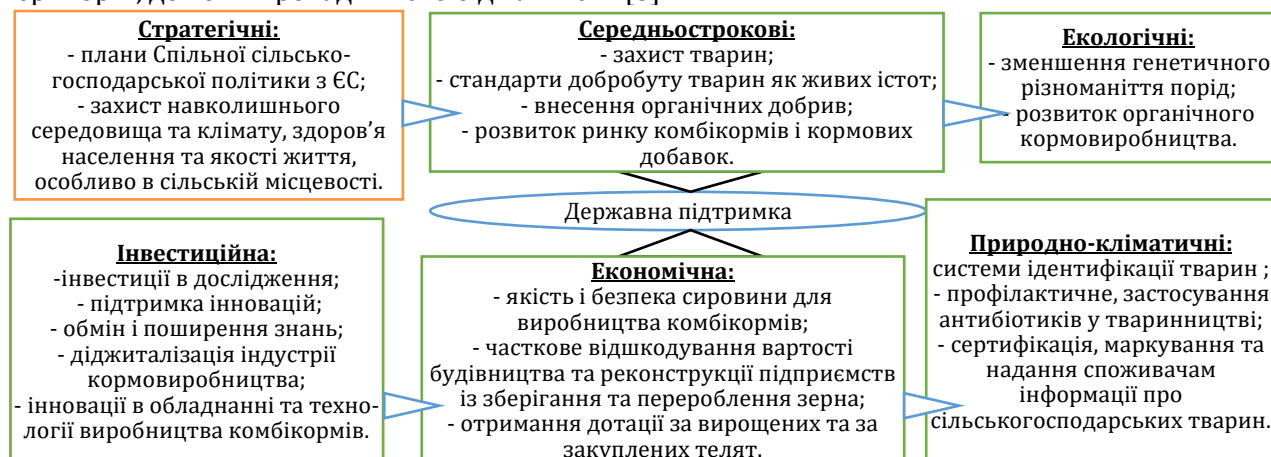 Стратегічні:
- плани Спільної сільсько-
господарської політики з ЄС;
- захист навколишнього
середовища та клімату, здоров’я
населення та якості життя,
особливо в сільській місцевості.
Середньострокові:
- захист тварин;
- стандарти добробуту тварин як живих істот;
- внесення органічних добрив;
- розвиток ринку комбікормів і кормових
добавок.
Екологічні:
- зменшення генетичного
різноманіття порід;
- розвиток органічного
кормовиробництва.
Державна підтримка
Інвестиційна:
-інвестиції в дослідження;
- підтримка інновацій;
- обмін і поширення знань;
- діджиталізація індустрії
кормовиробництва;
- інновації в обладнанні та техно-
логії виробництва комбікормів.
Економічна:
- якість і безпека сировини для
виробництва комбікормів;
- часткове відшкодування вартості
будівництва та реконструкції підприємств
із зберігання та перероблення зерна;
- отримання дотації за вирощених та за
закуплених телят.
Природно-кліматичні:
системи ідентифікації тварин ;
- профілактичне, застосування
антибіотиків у тваринництві;
- сертифікація, маркування та
надання споживачам
інформації про
сільськогосподарських тварин.